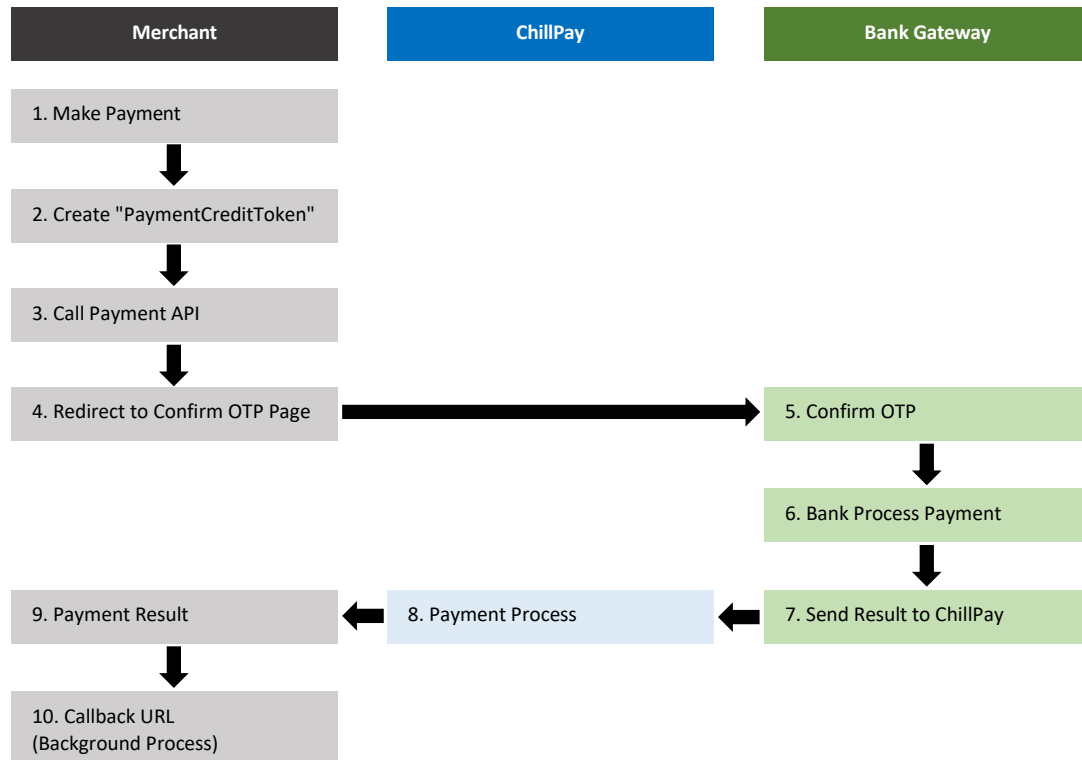 Merchant
ChillPay
Bank Gateway
1. Make Payment
2. Create "PaymentCreditToken"
3. Call Payment API
4. Redirect to Confirm OTP Page
5. Confirm OTP
6. Bank Process Payment
7. Send Result to ChillPay
8. Payment Process
9. Payment Result
10. Callback URL
(Background Process)